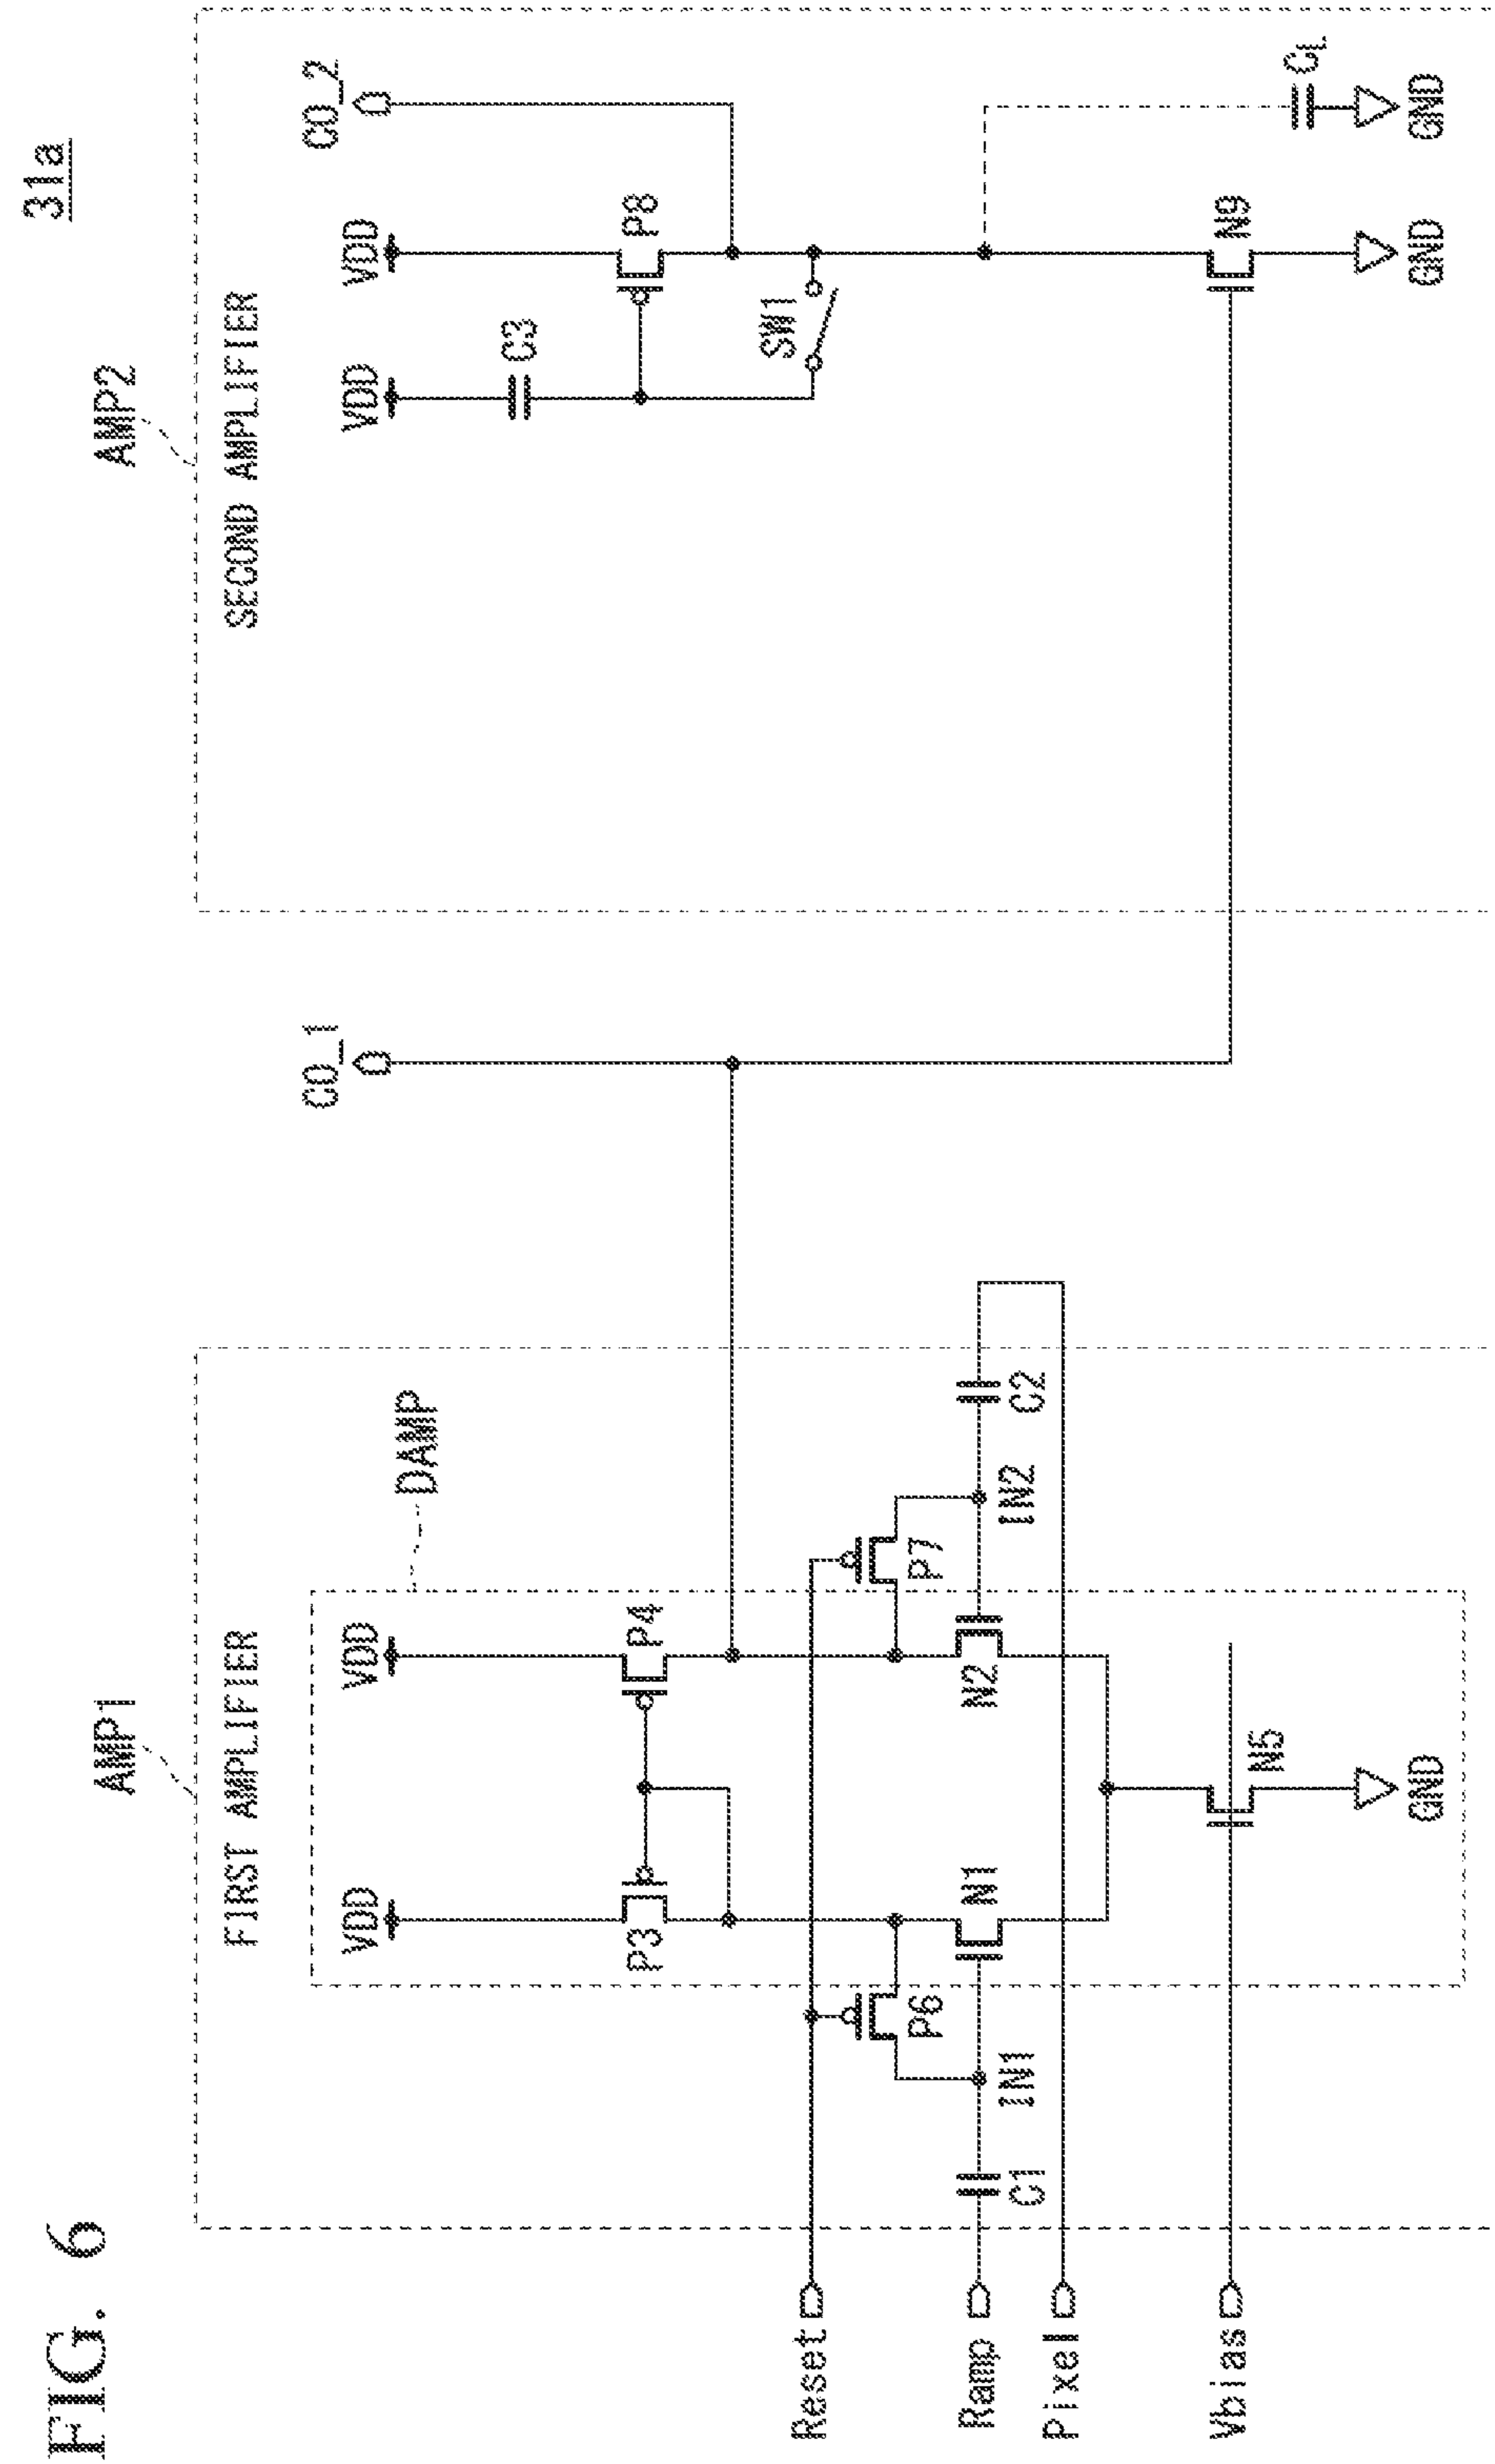 FIG. 6
31a
AMP1
AMP2
FIRST AMPLIFIER
SECOND AMPLIFIER
DAMP
CO_1
CO_2
VDD
VDD
VDD
VDD
P3
P4
C3
P8
Reset
SW1
P6
P7
Ramp
C1
IN1
N1
N2
IN2
C2
Pixel
Vbias
N5
N9
CL
GND
GND
GND